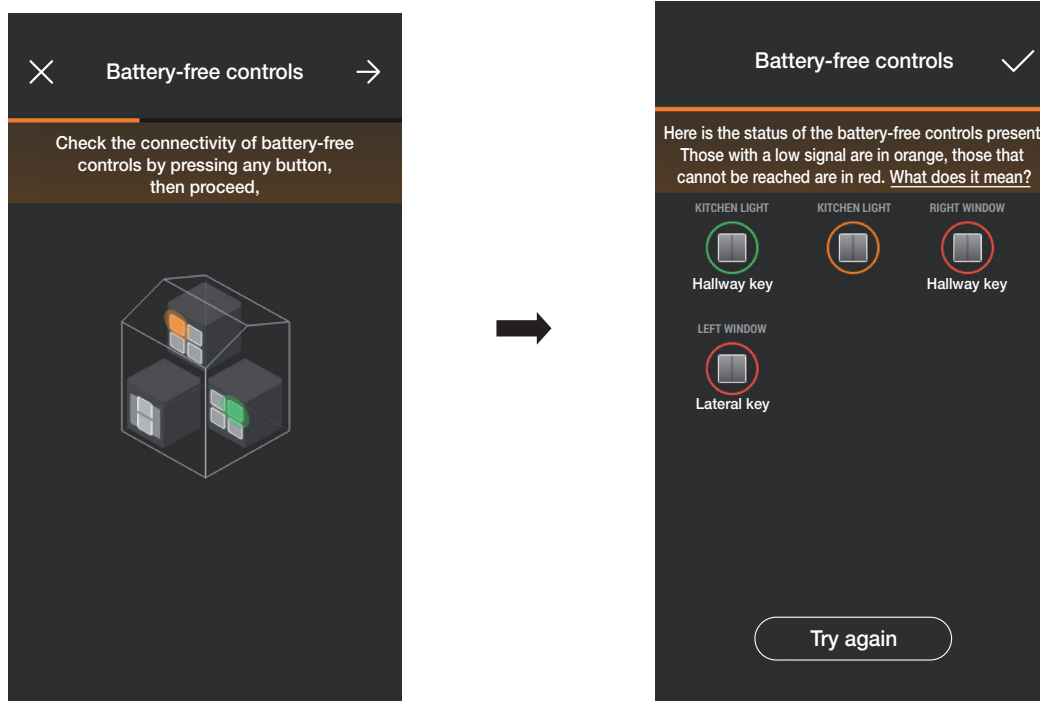 Battery-free controls
Check the connectivity of battery-free
controls by pressing any button,
then proceed,
Battery-free controls
Here is the status of the battery-free controls present
Those with a low signal are in orange, those that
cannot be reached are in red. What does it mean?
KITCHEN LIGHT
KITCHEN LIGHT
RIGHT WINDOW
Hallway key
Hallway key
LEFT WINDOW
Lateral key
Try again